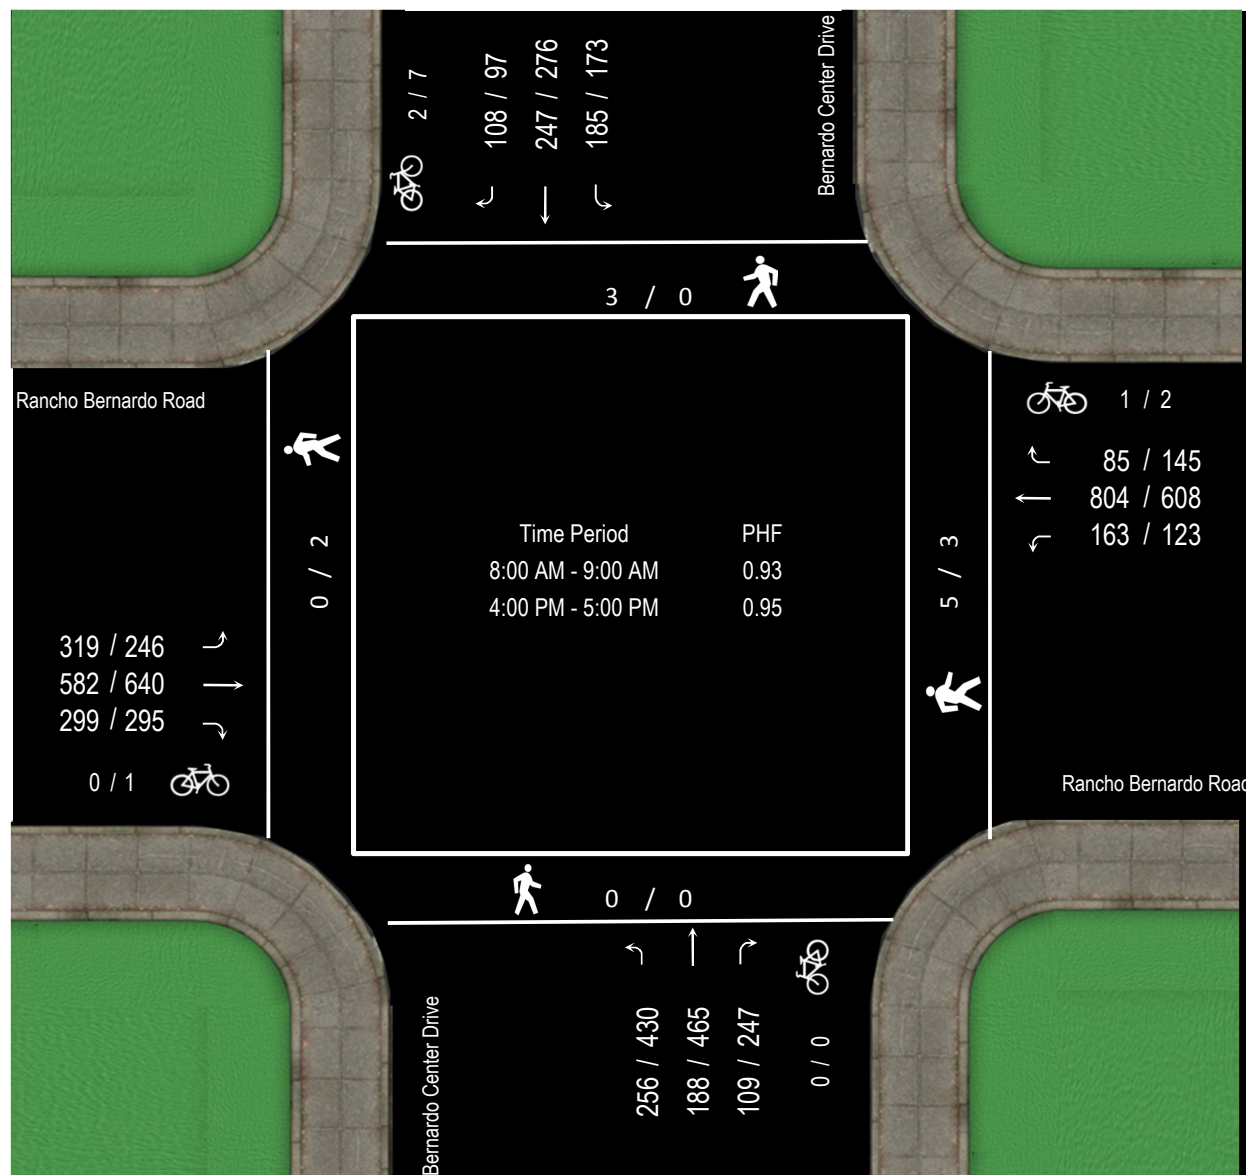 2 / 7
108 / 97
247 / 276
185 / 173
Bernardo Center Drive
3 / 0
Rancho Bernardo Road
1 / 2
85 / 145
804 / 608
163 / 123
0 / 2
Time Period PHF
8:00 AM - 9:00 AM 0.93
4:00 PM - 5:00 PM 0.95
5 / 3
319 / 246
582 / 640
299 / 295
0 / 1
Rancho Bernardo Road
0 / 0
Bernardo Center Drive
256 / 430
188 / 465
109 / 247
0 / 0